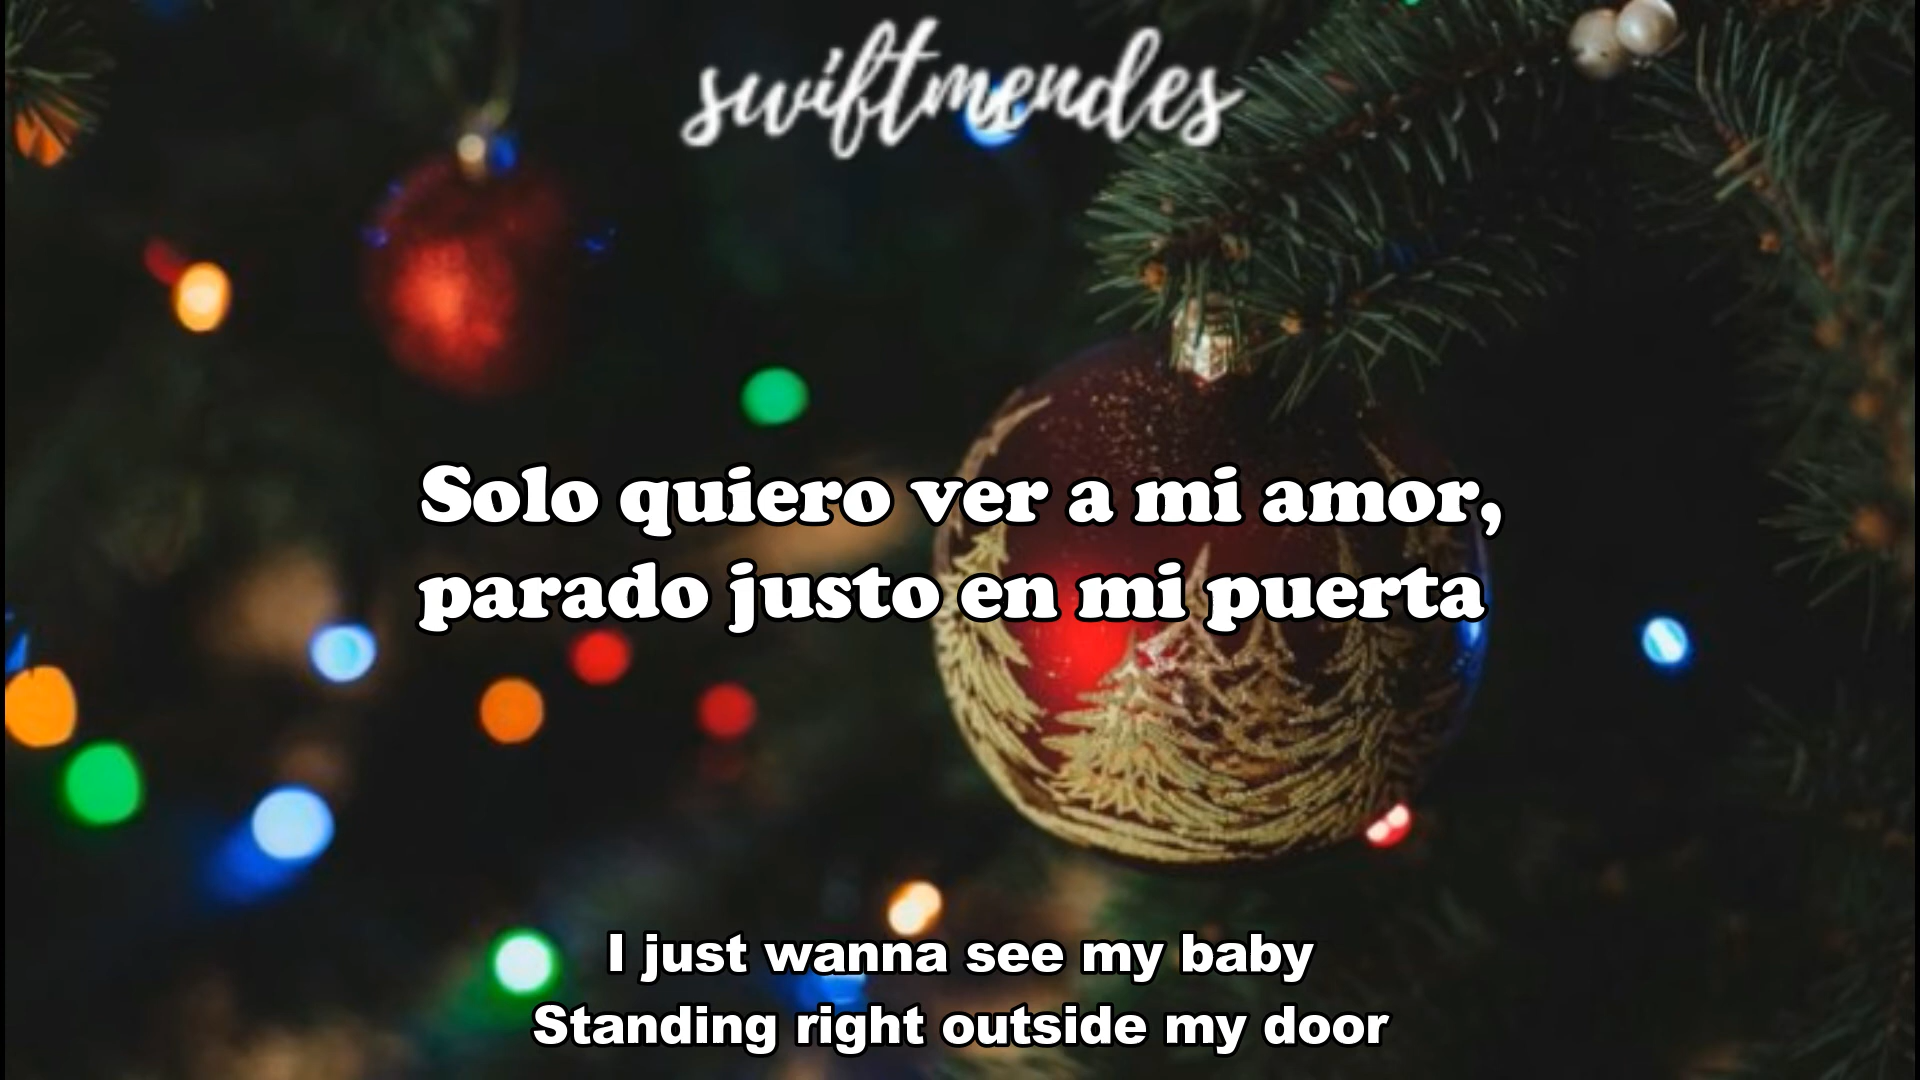 swiftmendes
Solo quiero ver a mi amor,
parado justo en mi puerta
I just wanna see my baby
Standing right outside my door